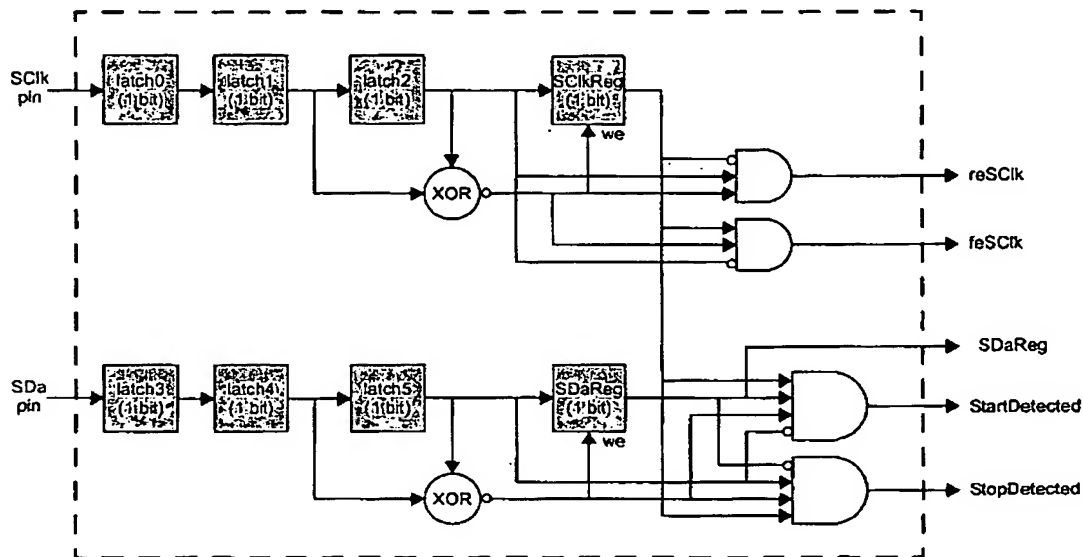 SClk
pin
latch0
(1 bit)
latch1
(1 bit)
latch2
(1 bit)
SClkReg
(1 bit)
we
XOR
reSClk
feSClk
SDa
pin
latch3
(1 bit)
latch4
(1 bit)
latch5
(1 bit)
SDaReg
(1 bit)
we
XOR
SDaReg
StartDetected
StopDetected